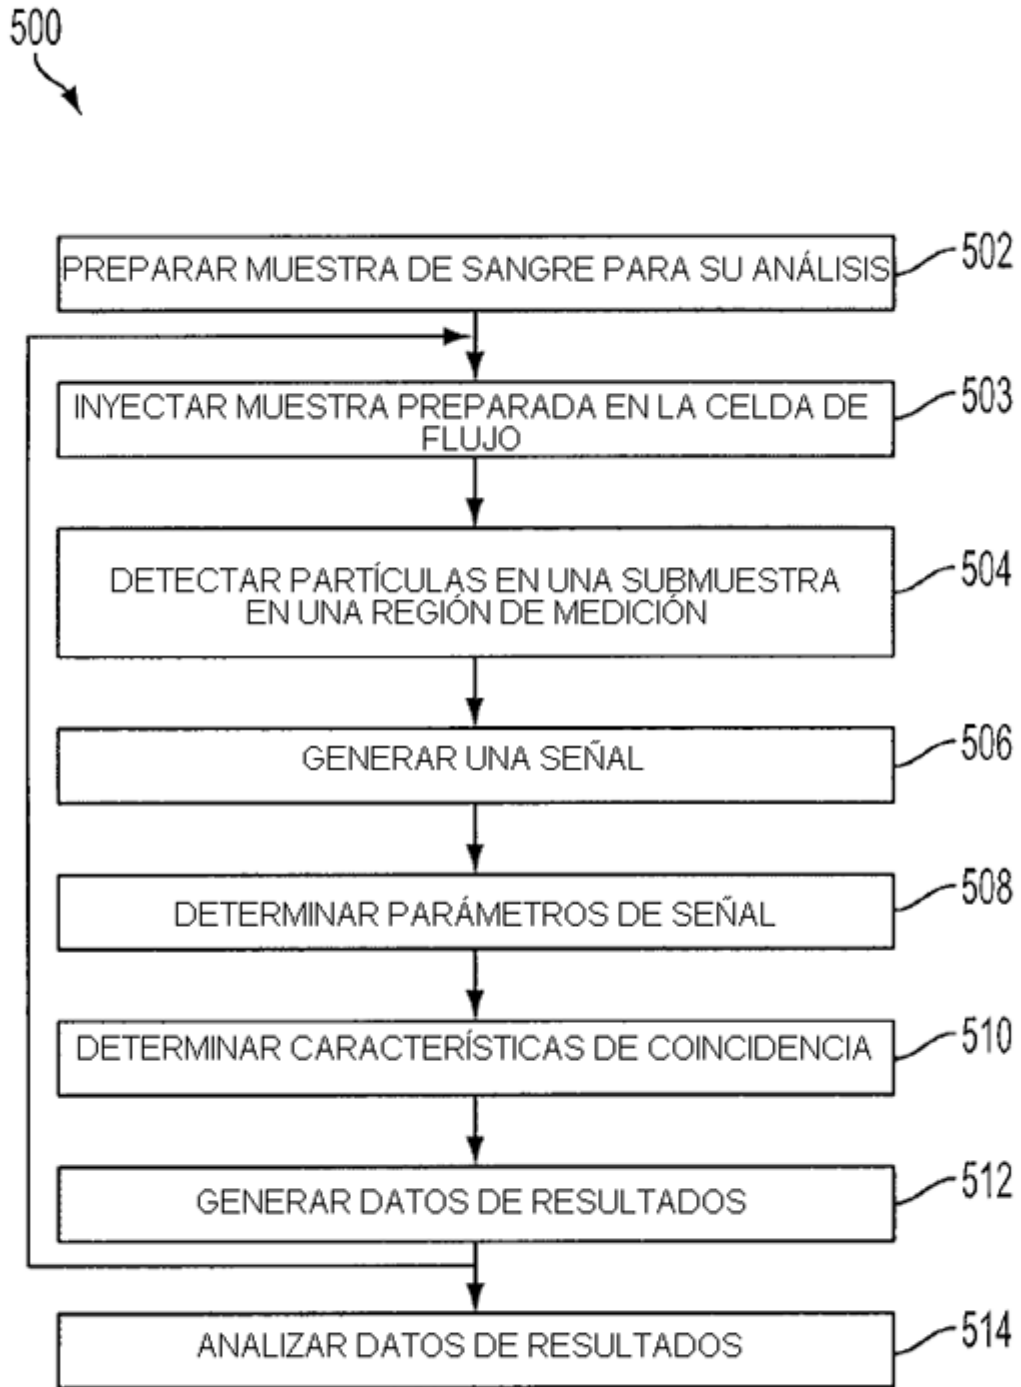 500
PREPARAR MUESTRA DE SANGRE PARA SU ANÁLISIS
502
INYECTAR MUESTRA PREPARADA EN LA CELDA DE
FLUJO
503
DETECTAR PARTÍCULAS EN UNA SUBMUESTRA
EN UNA REGIÓN DE MEDICIÓN
504
GENERAR UNA SEÑAL
506
DETERMINAR PARÁMETROS DE SEÑAL
508
DETERMINAR CARACTERÍSTICAS DE COINCIDENCIA
510
GENERAR DATOS DE RESULTADOS
512
ANALIZAR DATOS DE RESULTADOS
514